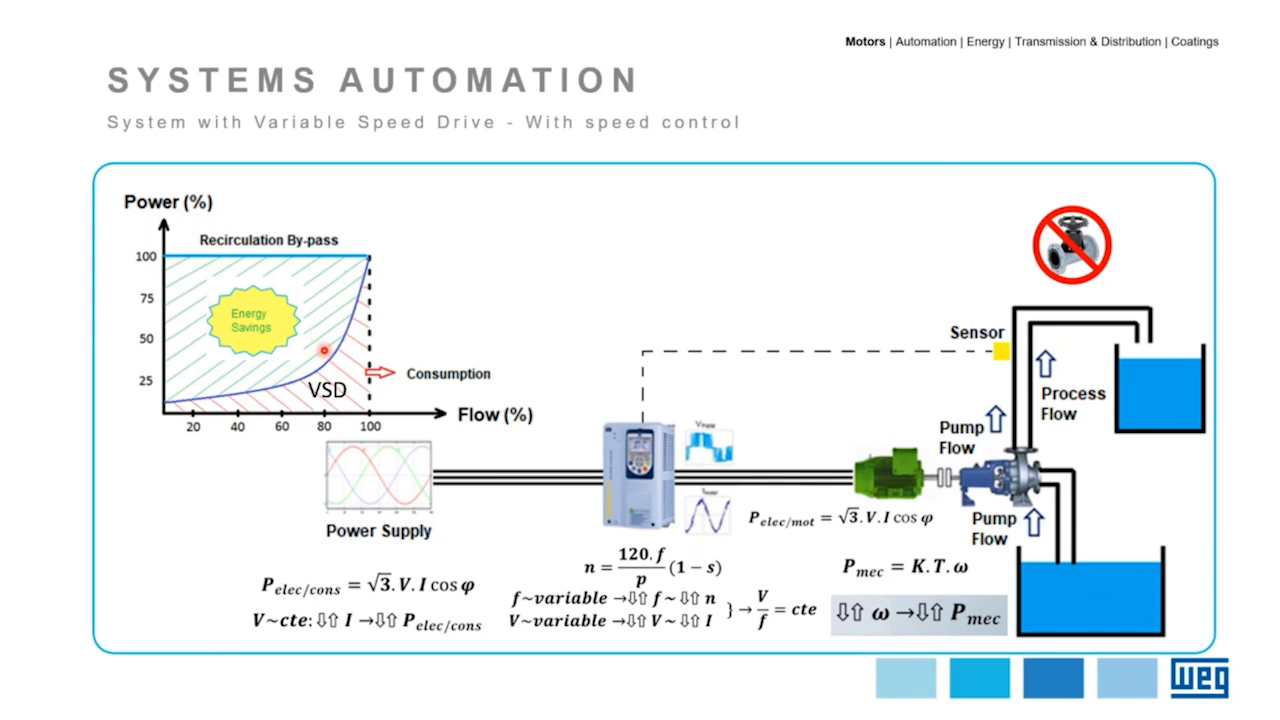 Motors | Automation | Energy | Transmission & Distribution | Coatings
SYSTEMS AUTOMATION
System with Variable Speed Drive - With speed control
Power (%)
Recirculation By-pass
100
75
50
25
Energy
Savings
VSD
Consumption
Flow (%)
20 40 60 80 100
Sensor
Process
Flow
Pump
Flow
Pump
Flow
Power Supply
P_elec/mot = √3.V.I cos φ
P_elec/cons = √3.V.I cos φ
V~cte: ⇩⇧ I →⇩⇧ P_elec/cons
n = 120.f/p (1 − s)
f~variable →⇩⇧ f ~ ⇩⇧ n
V~variable →⇩⇧ V ~ ⇩⇧ I
} → V/f = cte
P_mec = K.T.ω
⇩⇧ ω →⇩⇧ P_mec
weg